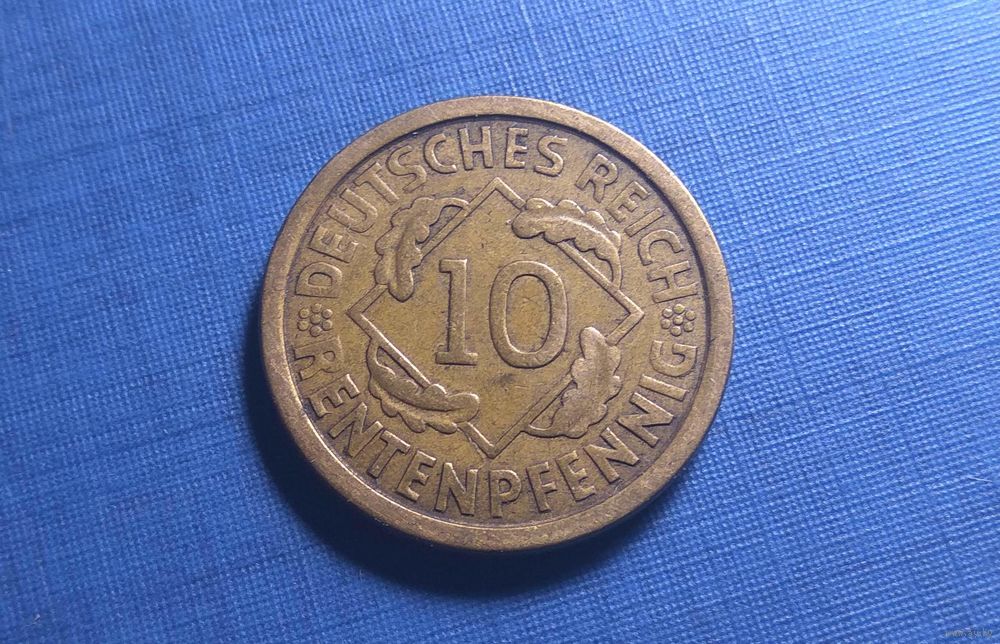 DEUTSCHES REICH
10
RENTENPFENNIG